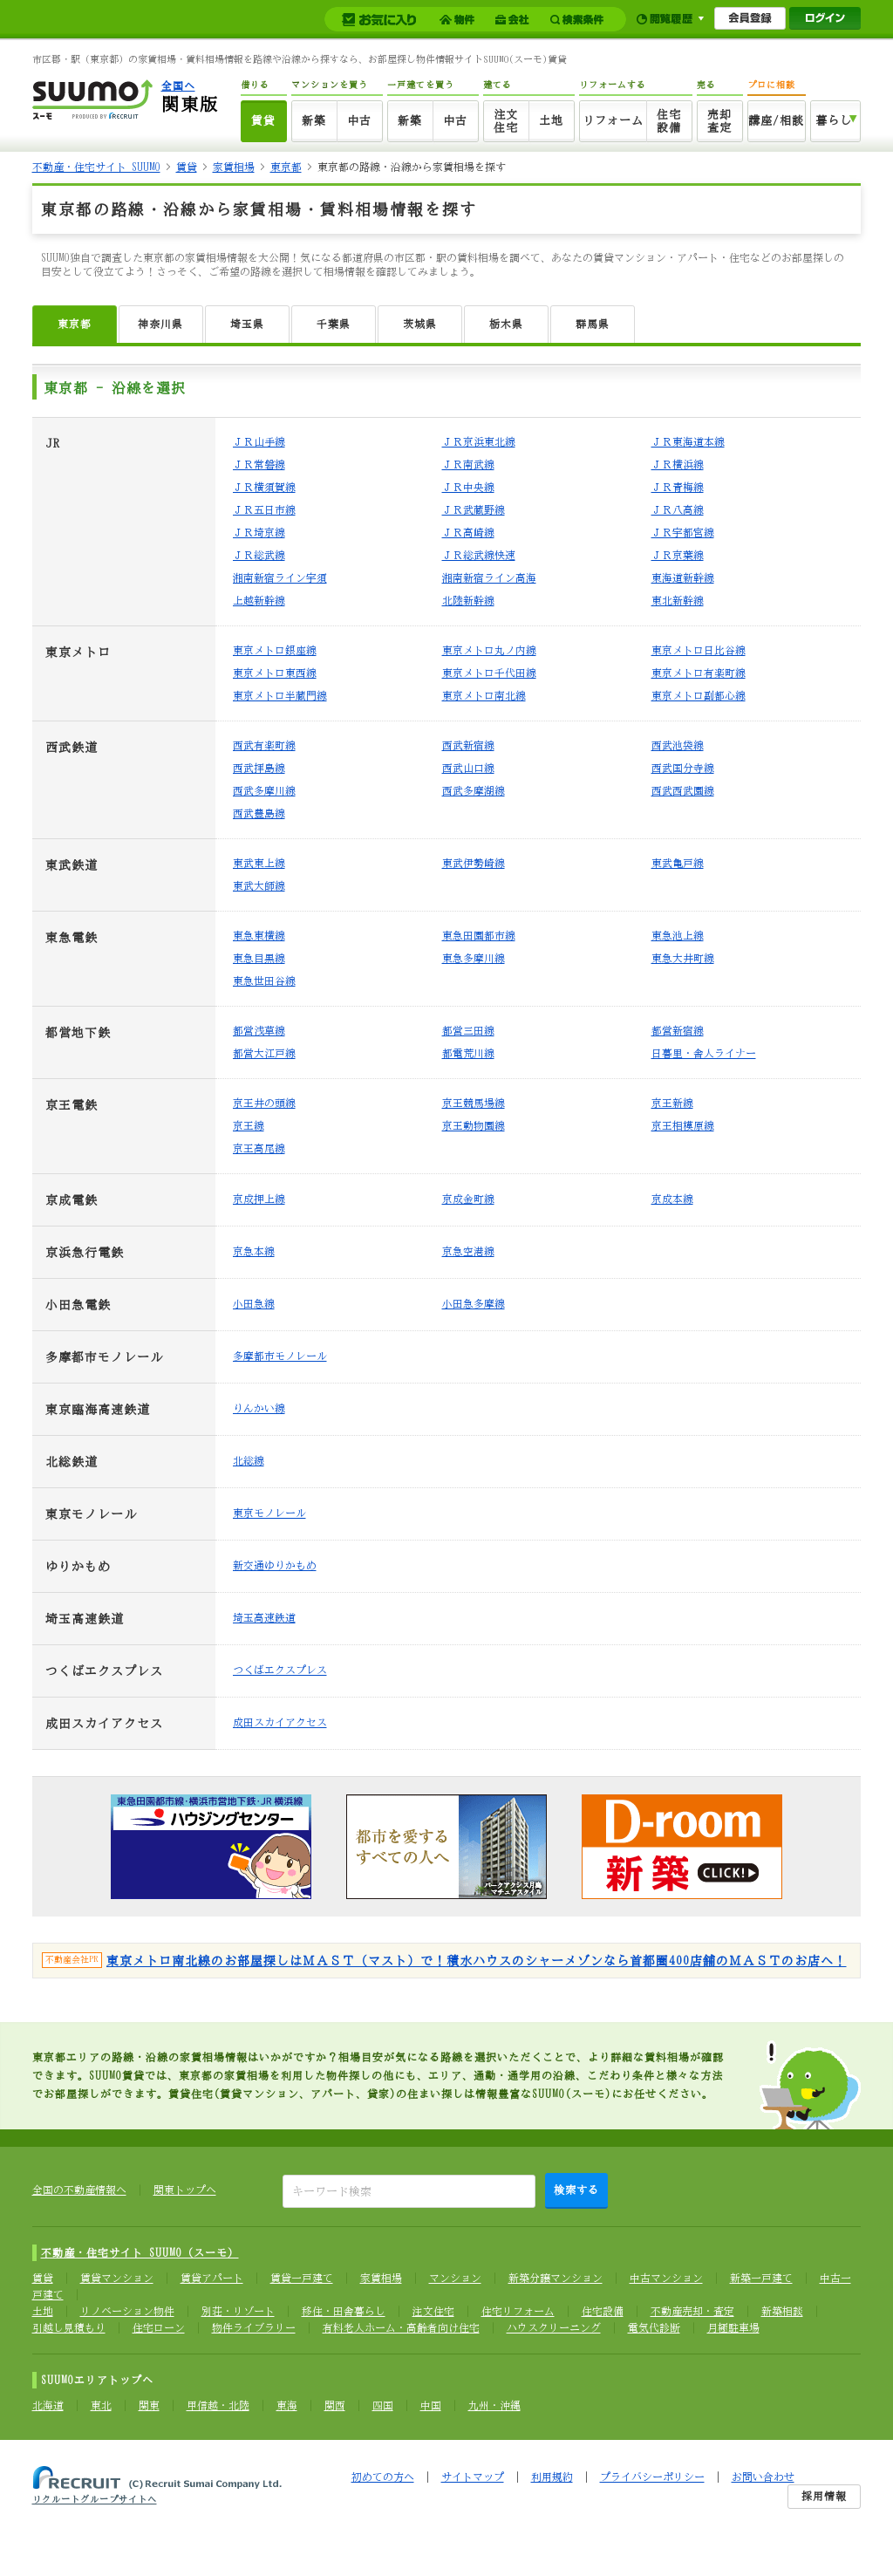 お気に入り 物件 会社 検索条件 閲覧履歴 会員登録 ログイン
市区郡・駅（東京都）の家賃相場・賃料相場情報を路線や沿線から探すなら、お部屋探し物件情報サイトSUUMO(スーモ)賃貸
SUUMO
スーモ PRODUCED BY RECRUIT
全国へ
関東版
借りる マンションを買う 一戸建てを買う 建てる リフォームする 売る プロに相談
賃貸 新築 中古 新築 中古 注文住宅 土地 リフォーム 住宅設備 売却査定 講座/相談 暮らし
不動産・住宅サイト SUUMO > 賃貸 > 家賃相場 > 東京都 > 東京都の路線・沿線から家賃相場を探す
東京都の路線・沿線から家賃相場・賃料相場情報を探す
SUUMO独自で調査した東京都の家賃相場情報を大公開！気になる都道府県の市区郡・駅の賃料相場を調べて、あなたの賃貸マンション・アパート・住宅などのお部屋探しの
目安として役立てよう！さっそく、ご希望の路線を選択して相場情報を確認してみましょう。
東京都 神奈川県 埼玉県 千葉県 茨城県 栃木県 群馬県
東京都 - 沿線を選択
JR
ＪＲ山手線 ＪＲ京浜東北線 ＪＲ東海道本線
ＪＲ常磐線 ＪＲ南武線 ＪＲ横浜線
ＪＲ横須賀線 ＪＲ中央線 ＪＲ青梅線
ＪＲ五日市線 ＪＲ武蔵野線 ＪＲ八高線
ＪＲ埼京線 ＪＲ高崎線 ＪＲ宇都宮線
ＪＲ総武線 ＪＲ総武線快速 ＪＲ京葉線
湘南新宿ライン宇須 湘南新宿ライン高海 東海道新幹線
上越新幹線 北陸新幹線 東北新幹線
東京メトロ
東京メトロ銀座線 東京メトロ丸ノ内線 東京メトロ日比谷線
東京メトロ東西線 東京メトロ千代田線 東京メトロ有楽町線
東京メトロ半蔵門線 東京メトロ南北線 東京メトロ副都心線
西武鉄道
西武有楽町線 西武新宿線 西武池袋線
西武拝島線 西武山口線 西武国分寺線
西武多摩川線 西武多摩湖線 西武西武園線
西武豊島線
東武鉄道
東武東上線 東武伊勢崎線 東武亀戸線
東武大師線
東急電鉄
東急東横線 東急田園都市線 東急池上線
東急目黒線 東急多摩川線 東急大井町線
東急世田谷線
都営地下鉄
都営浅草線 都営三田線 都営新宿線
都営大江戸線 都電荒川線 日暮里・舎人ライナー
京王電鉄
京王井の頭線 京王競馬場線 京王新線
京王線 京王動物園線 京王相模原線
京王高尾線
京成電鉄
京成押上線 京成金町線 京成本線
京浜急行電鉄
京急本線 京急空港線
小田急電鉄
小田急線 小田急多摩線
多摩都市モノレール
多摩都市モノレール
東京臨海高速鉄道
りんかい線
北総鉄道
北総線
東京モノレール
東京モノレール
ゆりかもめ
新交通ゆりかもめ
埼玉高速鉄道
埼玉高速鉄道
つくばエクスプレス
つくばエクスプレス
成田スカイアクセス
成田スカイアクセス
東急田園都市線･横浜市営地下鉄･JR横浜線
ハウジングセンター
都市を愛する
すべての人へ
パークアクシス月島
マチュアスタイル
D-room
新築 CLICK!
不動産会社PR 東京メトロ南北線のお部屋探しはＭＡＳＴ（マスト）で！積水ハウスのシャーメゾンなら首都圏400店舗のＭＡＳＴのお店へ！
東京都エリアの路線・沿線の家賃相場情報はいかがですか？相場目安が気になる路線を選択いただくことで、より詳細な賃料相場が確認
できます。SUUMO賃貸では、東京都の家賃相場を利用した物件探しの他にも、エリア、通勤・通学用の沿線、こだわり条件と様々な方法
でお部屋探しができます。賃貸住宅(賃貸マンション、アパート、貸家)の住まい探しは情報豊富なSUUMO(スーモ)にお任せください。
全国の不動産情報へ 関東トップへ キーワード検索 検索する
不動産・住宅サイト SUUMO（スーモ）
賃貸 賃貸マンション 賃貸アパート 賃貸一戸建て 家賃相場 マンション 新築分譲マンション 中古マンション 新築一戸建て 中古一
戸建て
土地 リノベーション物件 別荘・リゾート 移住・田舎暮らし 注文住宅 住宅リフォーム 住宅設備 不動産売却・査定 新築相談
引越し見積もり 住宅ローン 物件ライブラリー 有料老人ホーム・高齢者向け住宅 ハウスクリーニング 電気代診断 月極駐車場
SUUMOエリアトップへ
北海道 東北 関東 甲信越・北陸 東海 関西 四国 中国 九州・沖縄
RECRUIT (C) Recruit Sumai Company Ltd.
リクルートグループサイトへ
初めての方へ | サイトマップ | 利用規約 | プライバシーポリシー | お問い合わせ
採用情報